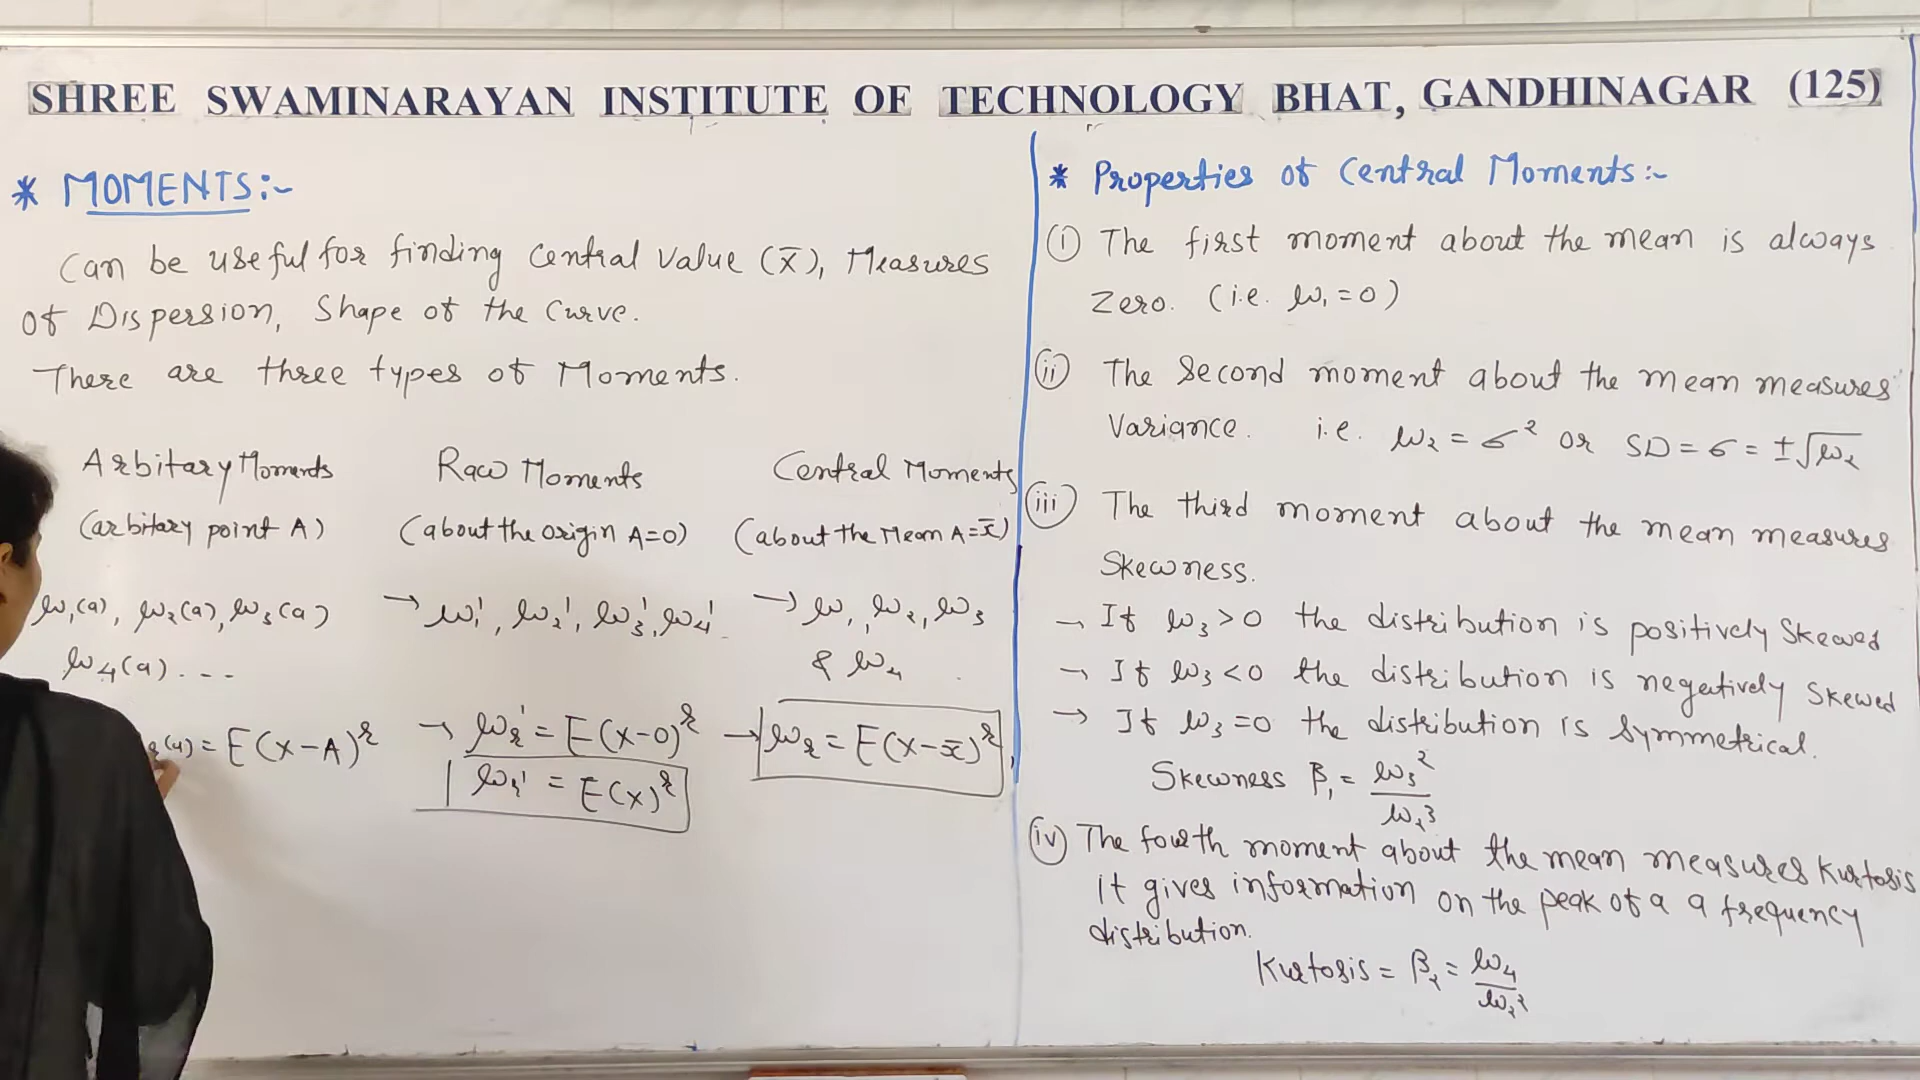 SHREE SWAMINARAYAN INSTITUTE OF TECHNOLOGY BHAT, GANDHINAGAR (125)
* MOMENTS:-
Can be useful for finding Central Value (x̄), Measures
of Dispersion, Shape of the Curve.
There are three types of Moments.
Arbitary Moments
(arbitary point A)
μ₁(a), μ₂(a), μ₃(a)
μ₄(a) ...
r(a) = E(x-A)^r
Raw Moments
(about the origin A=0)
→ μ₁', μ₂', μ₃', μ₄'
→ μr' = E(x-0)^r
μr' = E(x)^r
Central Moments
(about the Mean A=x̄)
→ μ₁, μ₂, μ₃
& μ₄
→ μr = E(x-x̄)^r
* Properties of Central Moments:-
(i) The first moment about the mean is always
Zero. (i.e. μ₁=0)
(ii) The Second moment about the mean measures
Variance. i.e. μ₂ = σ² or SD = σ = ±√μ₂
(iii) The third moment about the mean measures
Skewness.
→ If μ₃>0 the distribution is positively Skewed
→ If μ₃<0 the distribution is negatively Skewed
→ If μ₃=0 the distribution is Symmetrical.
Skewness β₁ = μ₃²/μ₂³
(iv) The fourth moment about the mean measures Kurtosis
it gives information on the peak of a a frequency
distribution.
Kurtosis = β₂ = μ₄/μ₂²